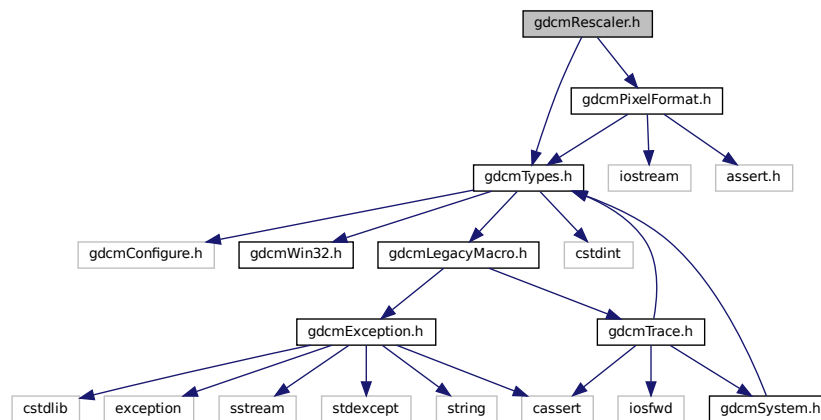 gdcmRescaler.h
gdcmPixelFormat.h
gdcmTypes.h
iostream
assert.h
gdcmConfigure.h
gdcmWin32.h
gdcmLegacyMacro.h
cstdint
gdcmException.h
gdcmTrace.h
cstdlib
exception
sstream
stdexcept
string
cassert
iosfwd
gdcmSystem.h